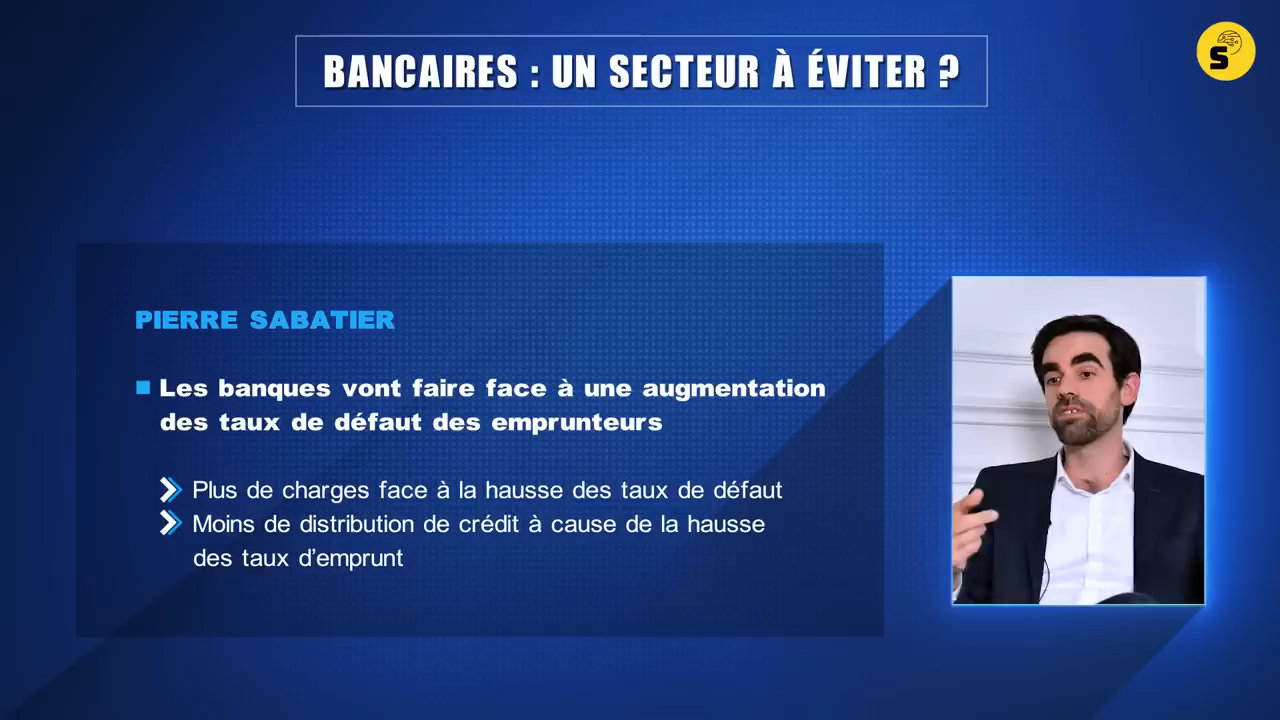 BANCAIRES : UN SECTEUR À ÉVITER ?
S
PIERRE SABATIER
Les banques vont faire face à une augmentation
des taux de défaut des emprunteurs
Plus de charges face à la hausse des taux de défaut
Moins de distribution de crédit à cause de la hausse
des taux d’emprunt